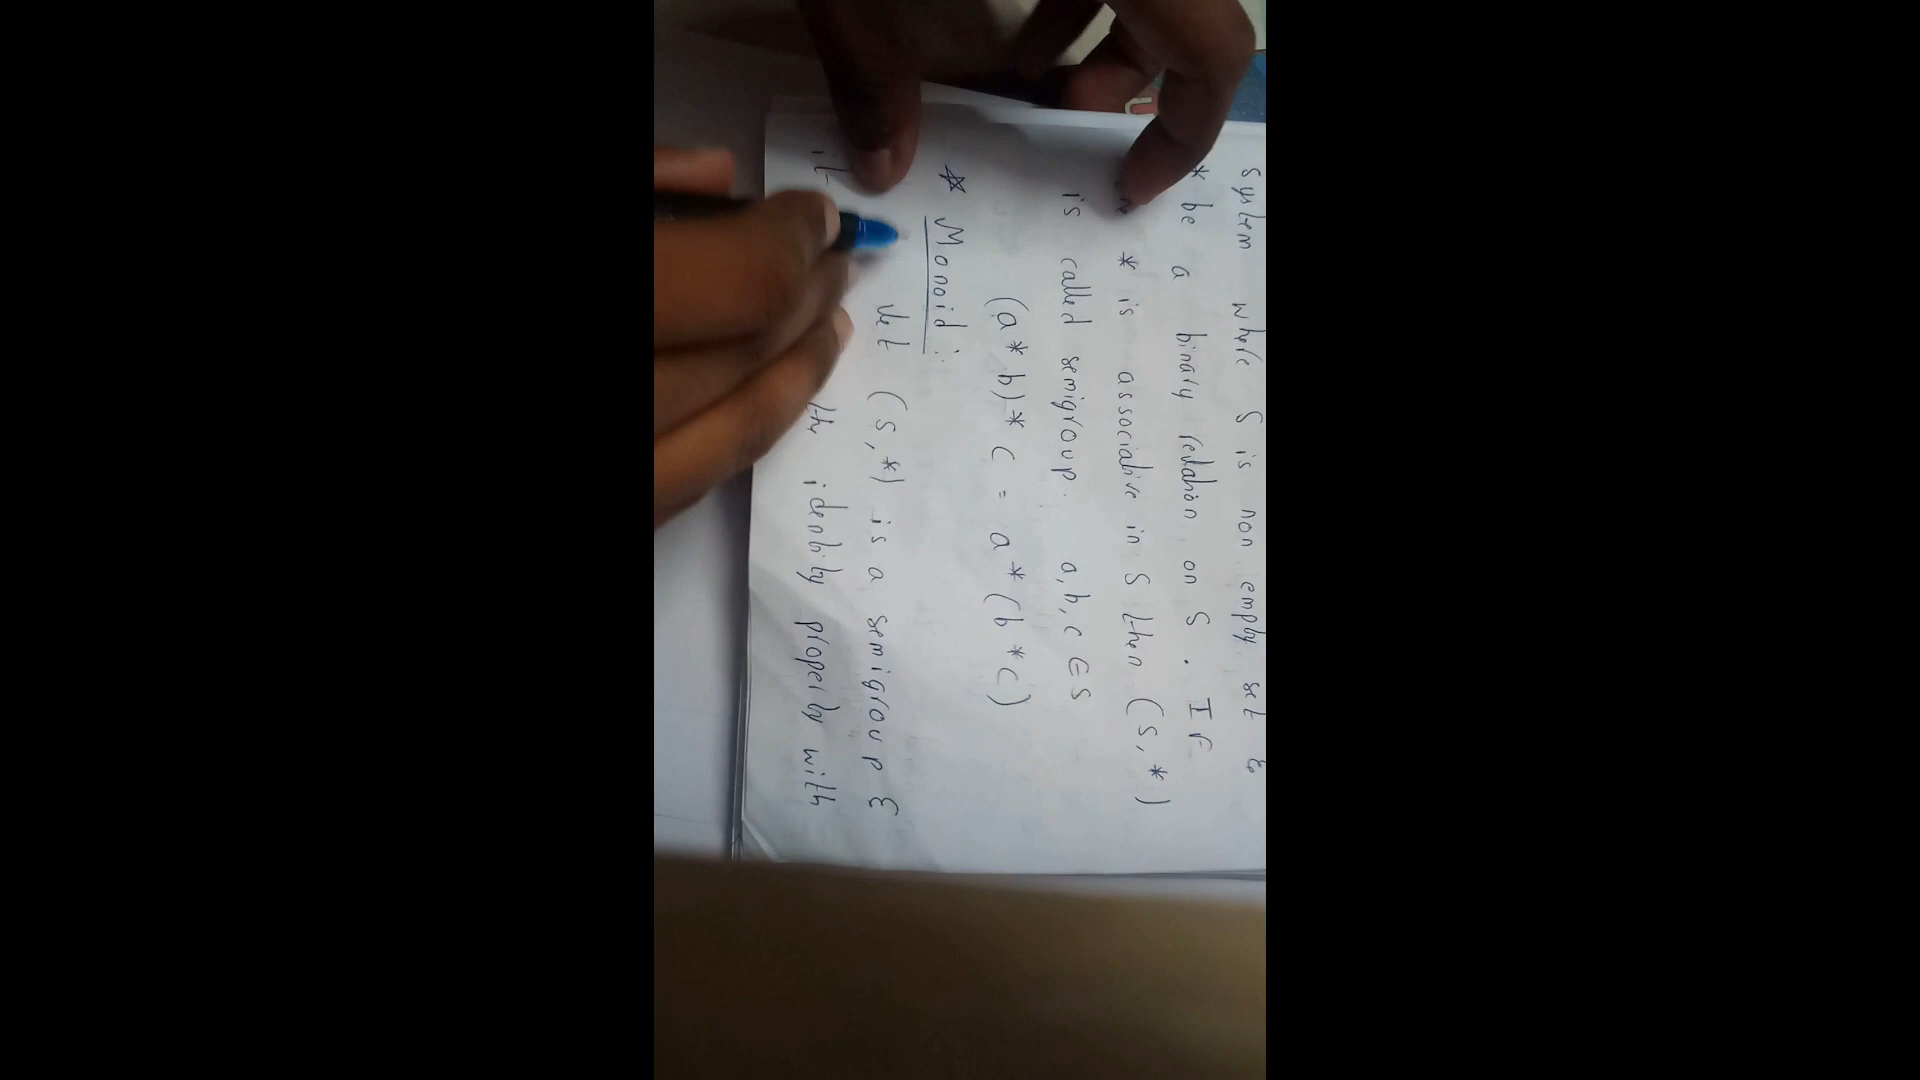 system where S is non empty set &
* be a binary relation on S. IF
* is associative in S then (S, *)
is called semigroup. a, b, c ∈ S
(a * b) * c = a * (b * c)
☆ Monoid :
Let (S, *) is a semigroup &
it the identity property with